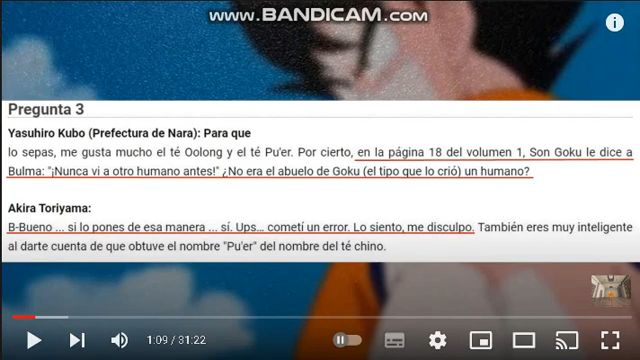 www.BANDICAM.com
Pregunta 3
Yasuhiro Kubo (Prefectura de Nara): Para que
lo sepas, me gusta mucho el té Oolong y el té Pu'er. Por cierto, en la página 18 del volumen 1, Son Goku le dice a
Bulma: "¡Nunca vi a otro humano antes!" ¿No era el abuelo de Goku (el tipo que lo crió) un humano?
Akira Toriyama:
B-Bueno ... si lo pones de esa manera ... sí. Ups... cometí un error. Lo siento, me disculpo. También eres muy inteligente
al darte cuenta de que obtuve el nombre "Pu'er" del nombre del té chino.
1:09 / 31:22